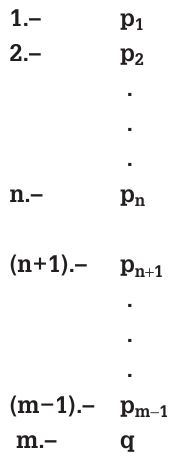 1.– p₁
2.– p₂
.
.
.
n.– pₙ
(n+1).– pₙ₊₁
.
.
.
(m−1).– pₘ₋₁
m.– q